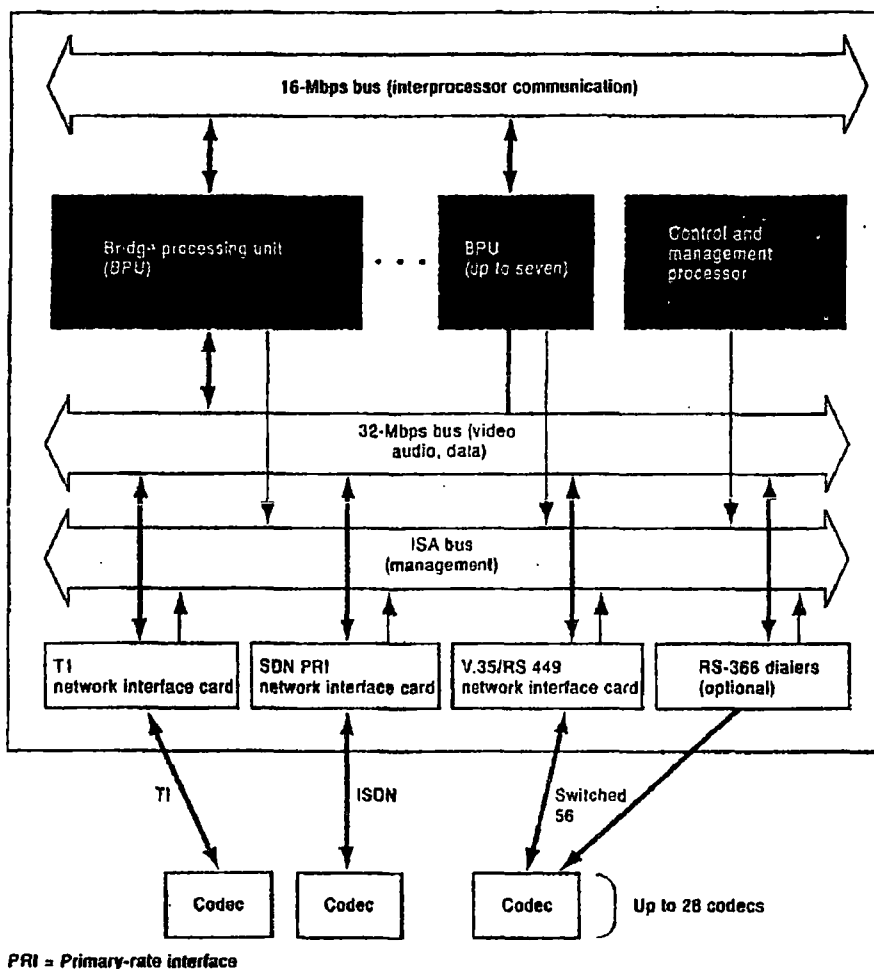 16-Mbps bus (interprocessor communication)
Bridge processing unit
(BPU)
BPU
(up to seven)
Control and
management
processor
32-Mbps bus (video
audio, data)
ISA bus
(management)
T1
network interface card
SDN PRI
network interface card
V.35/RS 449
network interface card
RS-366 dialers
(optional)
T1
ISDN
Switched
56
Codec
Codec
Codec
Up to 28 codecs
PRI = Primary-rate interface